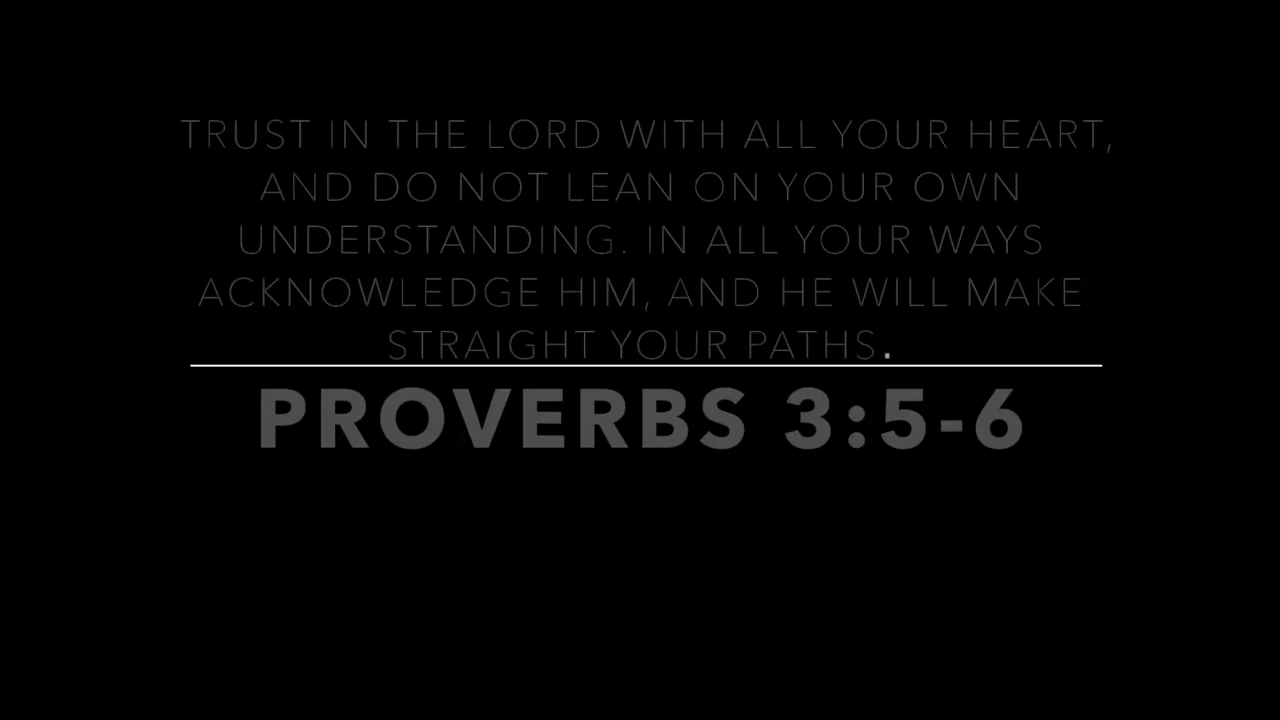 TRUST IN THE LORD WITH ALL YOUR HEART,
AND DO NOT LEAN ON YOUR OWN
UNDERSTANDING. IN ALL YOUR WAYS
ACKNOWLEDGE HIM, AND HE WILL MAKE
STRAIGHT YOUR PATHS.
PROVERBS 3:5-6